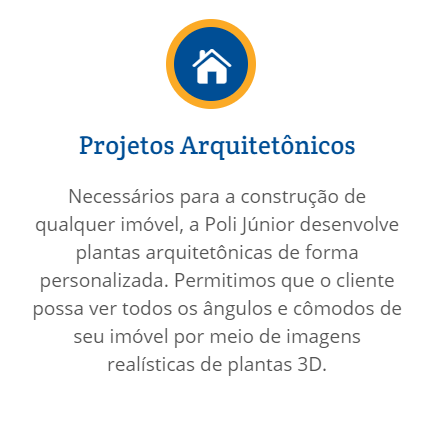 Projetos Arquitetônicos
Necessários para a construção de
qualquer imóvel, a Poli Júnior desenvolve
plantas arquitetônicas de forma
personalizada. Permitimos que o cliente
possa ver todos os ângulos e cômodos de
seu imóvel por meio de imagens
realísticas de plantas 3D.